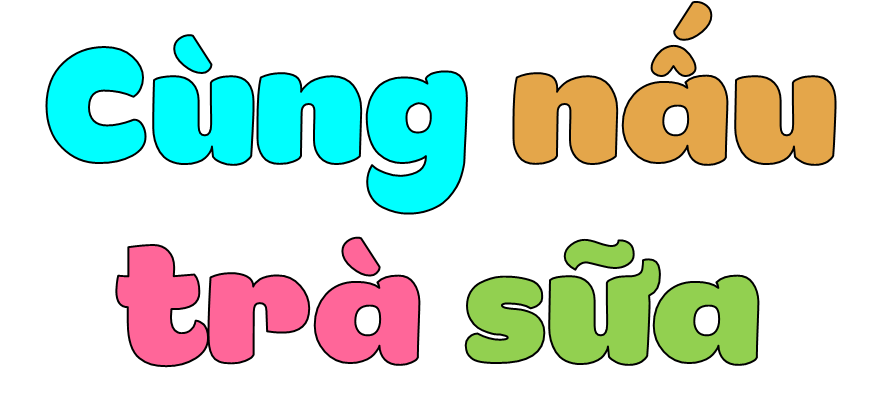 Cùng nấu
trà sữa